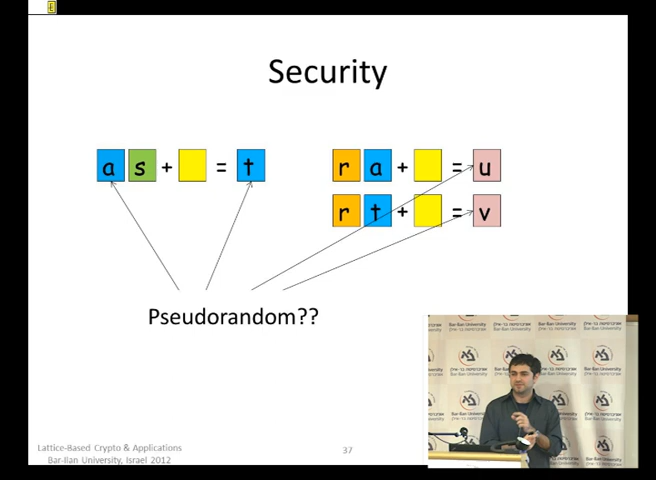 E
Security
a s + = t
r a + = u
r t + = v
Pseudorandom??
Lattice-Based Crypto & Applications
Bar-Ilan University, Israel 2012
37
Bar-Ilan University